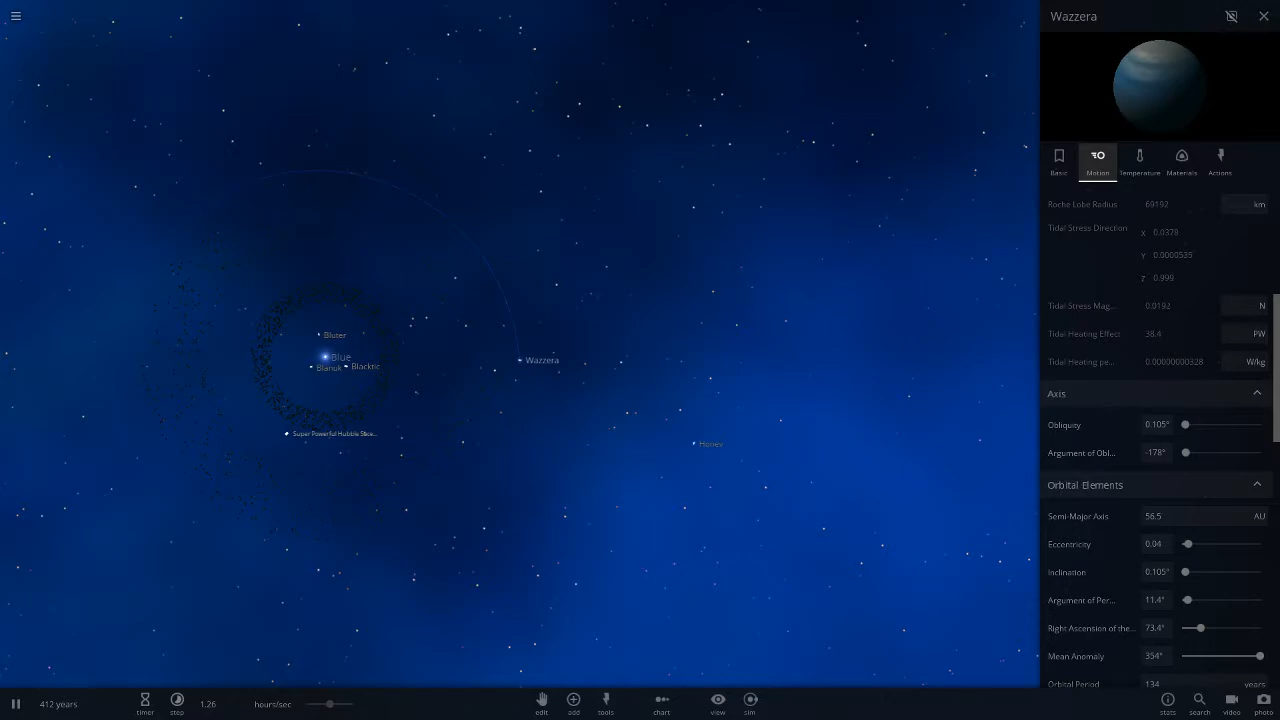 Wazzera
Basic Motion Temperature Materials Actions
Roche Lobe Radius 69192 km
Tidal Stress Direction X 0.0378
Y 0.0000535
Z 0.999
Tidal Stress Mag... 0.0192 N
Tidal Heating Effect 38.4 PW
Tidal Heating pe... 0.00000000328 W/kg
Axis
Obliquity 0.105°
Argument of Obl... -178°
Orbital Elements
Semi-Major Axis 56.5 AU
Eccentricity 0.04
Inclination 0.105°
Argument of Per... 11.4°
Right Ascension of the... 73.4°
Mean Anomaly 354°
Orbital Period 134 years
Bluter
Blue
Blanuk Blacktic
Wazzera
Super Powerful Hubble
412 years timer step 1.26 hours/sec edit add tools chart view sim stats search video photo